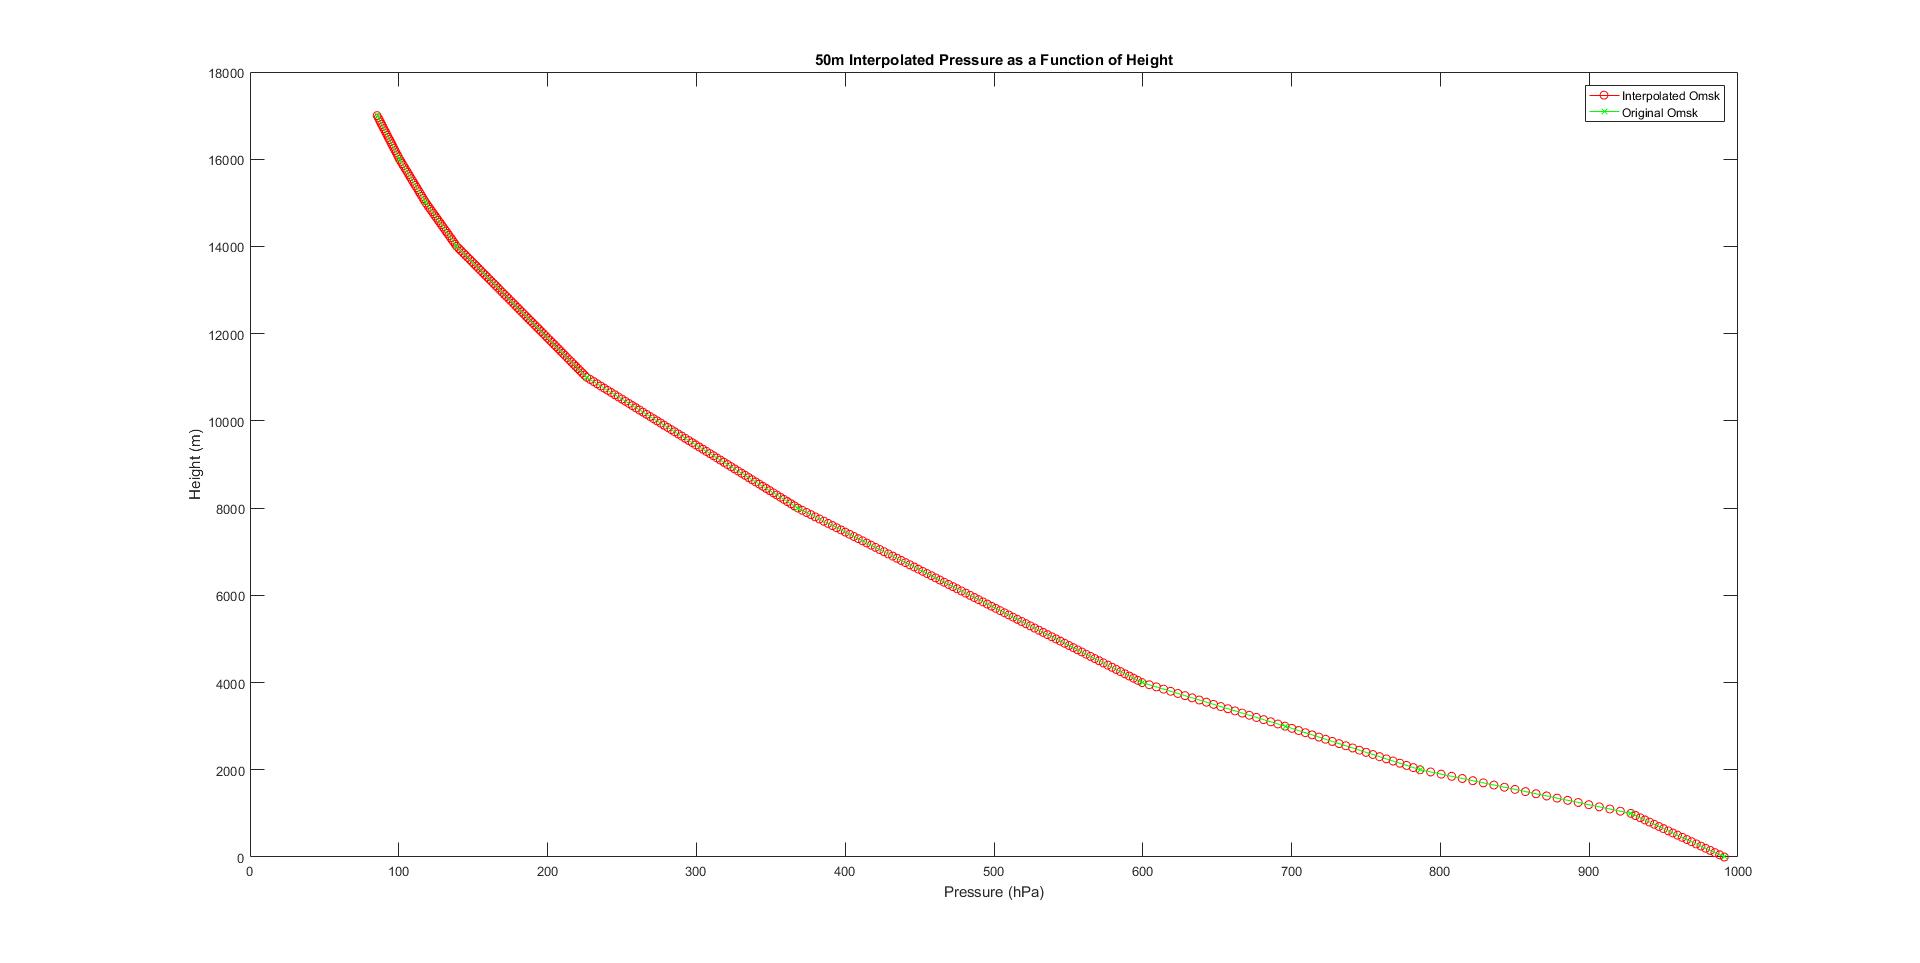 50m Interpolated Pressure as a Function of Height
18000
16000
14000
12000
10000
8000
6000
4000
2000
0
Height (m)
Interpolated Omsk
Original Omsk
0 100 200 300 400 500 600 700 800 900 1000
Pressure (hPa)